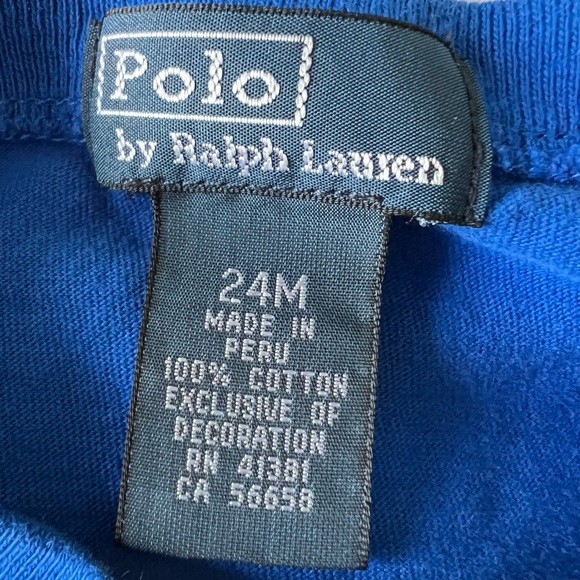 Polo
by Ralph Lauren
24M
MADE IN
PERU
100% COTTON
EXCLUSIVE OF
DECORATION
RN 41381
CA 56658